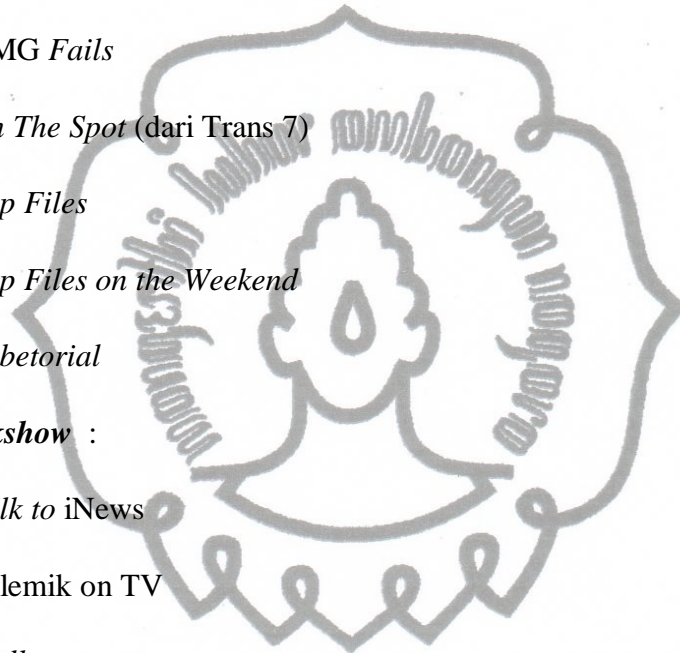 MG Fails
n The Spot (dari Trans 7)
p Files
p Files on the Weekend
betorial
kshow :
lk to iNews
lemik on TV